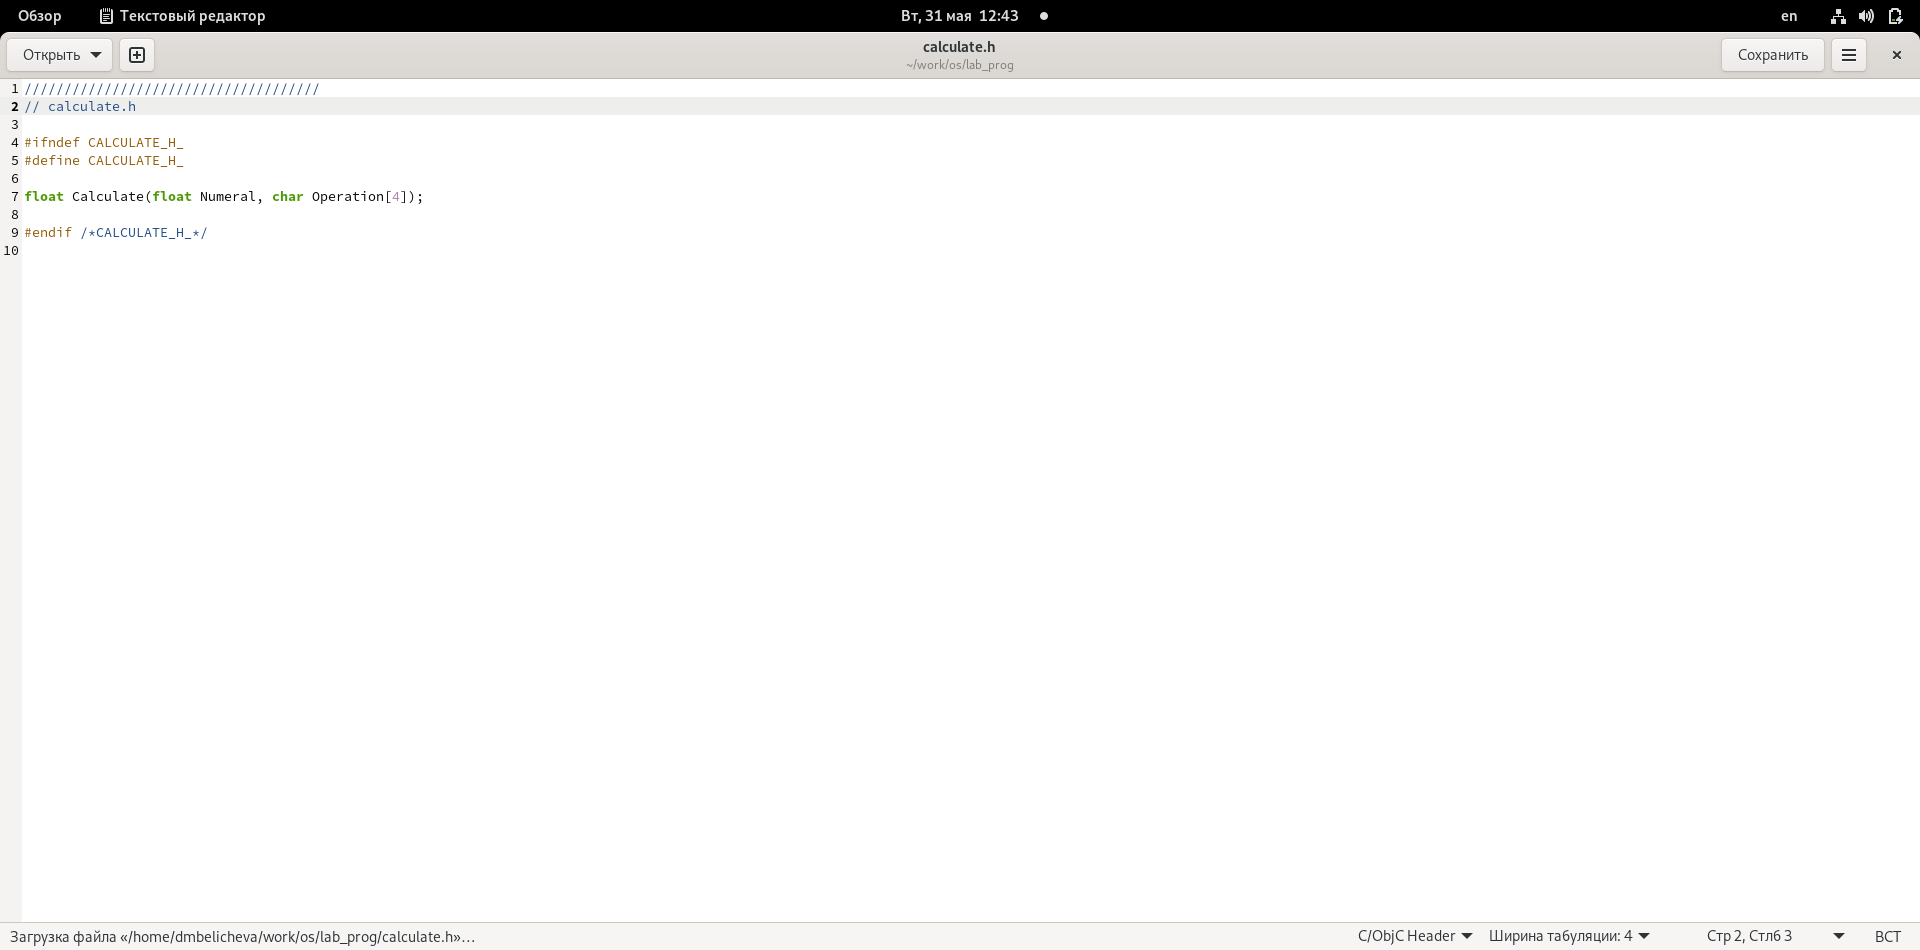 Обзор Текстовый редактор Вт, 31 мая 12:43 en
Открыть calculate.h Сохранить
~/work/os/lab_prog
1 /////////////////////////////////////
2 // calculate.h
3
4 #ifndef CALCULATE_H_
5 #define CALCULATE_H_
6
7 float Calculate(float Numeral, char Operation[4]);
8
9 #endif /*CALCULATE_H_*/
10
Загрузка файла «/home/dmbelicheva/work/os/lab_prog/calculate.h»… C/ObjC Header Ширина табуляции: 4 Стр 2, Стлб 3 ВСТ